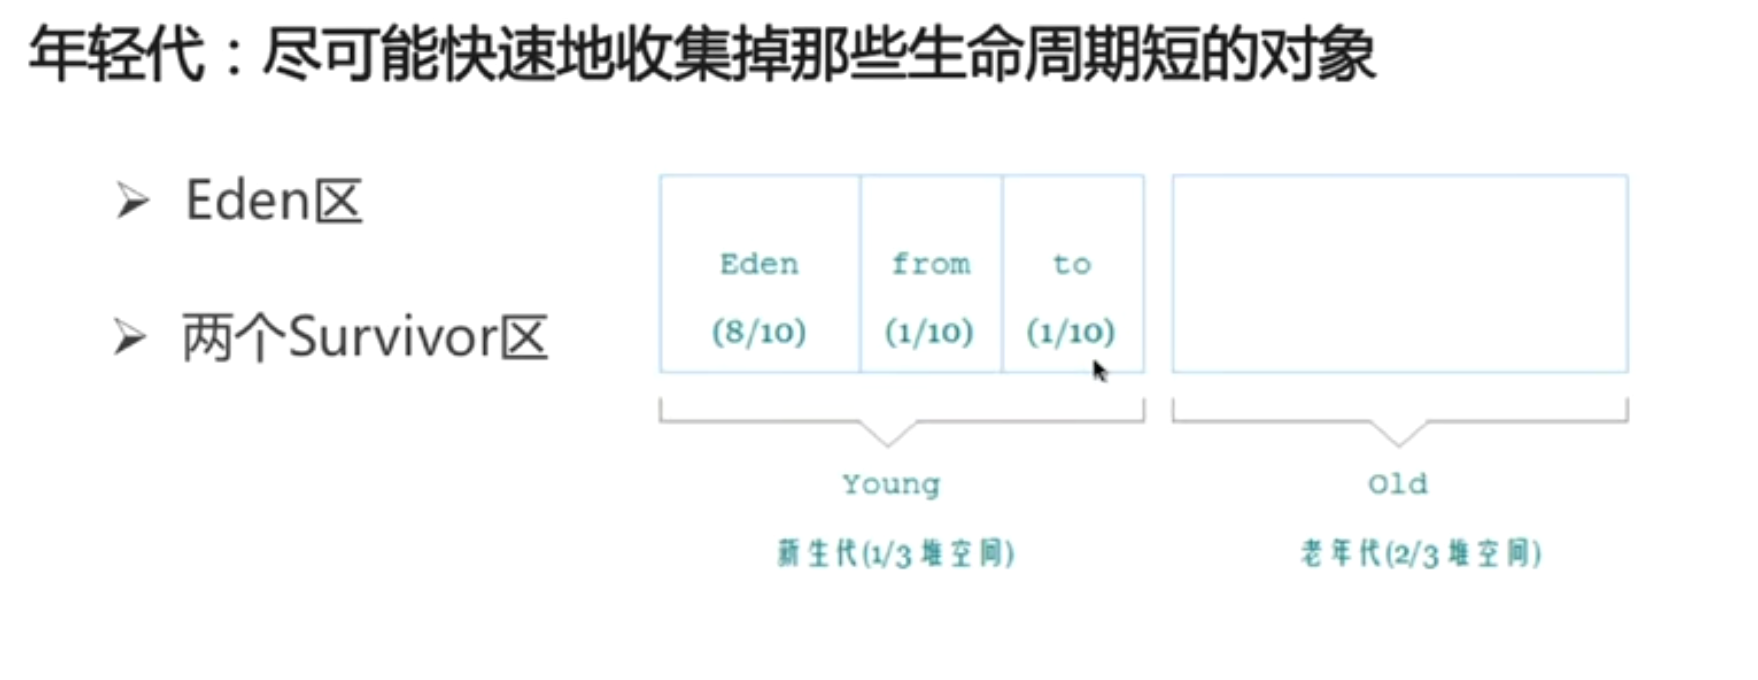 年轻代：尽可能快速地收集掉那些生命周期短的对象
Eden区
两个Survivor区
Eden
(8/10)
from
(1/10)
to
(1/10)
Young
新生代(1/3 堆空间)
Old
老年代(2/3 堆空间)